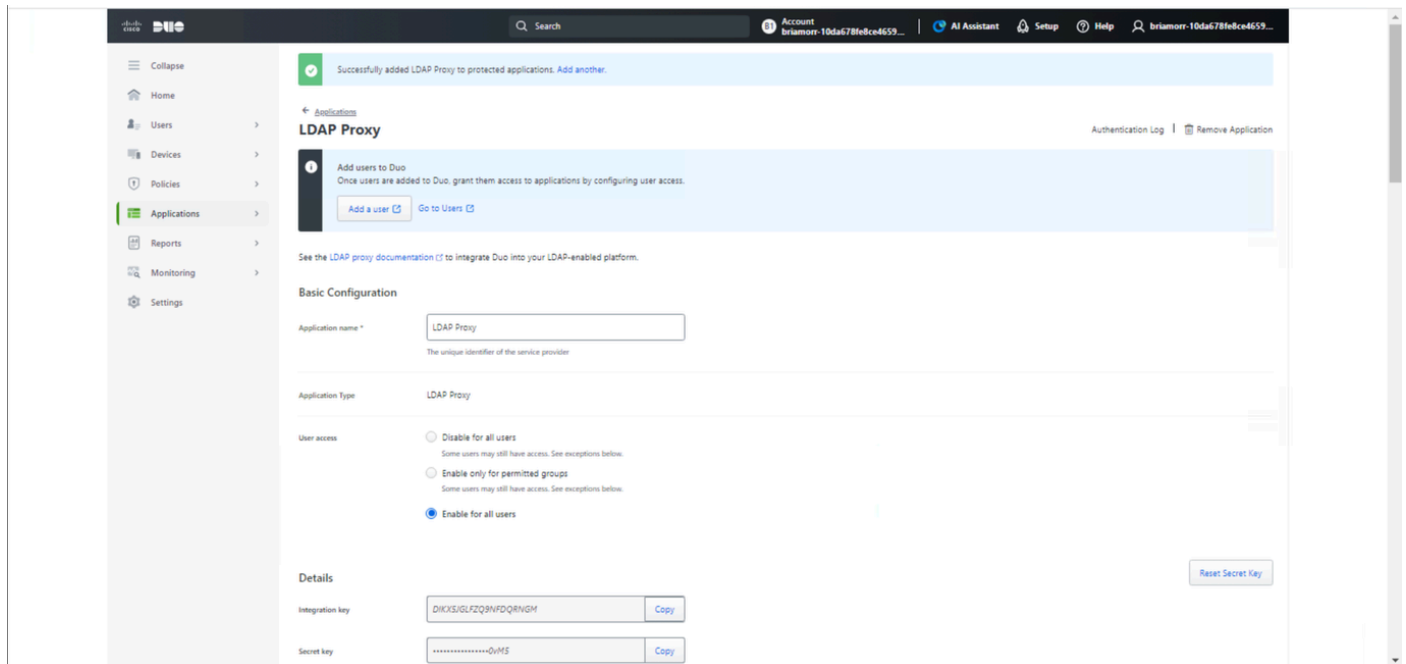 cisco DUO
Search
B1 Account
briamorr-10da678fe8ce4659...
AI Assistant
Setup
Help
briamorr-10da678fe8ce4659...
Collapse
Home
Users
Devices
Policies
Applications
Reports
Monitoring
Settings
Successfully added LDAP Proxy to protected applications. Add another.
Applications
LDAP Proxy
Authentication Log
Remove Application
Add users to Duo
Once users are added to Duo, grant them access to applications by configuring user access.
Add a user
Go to Users
See the LDAP proxy documentation to integrate Duo into your LDAP-enabled platform.
Basic Configuration
Application name *
LDAP Proxy
The unique identifier of the service provider
Application Type
LDAP Proxy
User access
Disable for all users
Some users may still have access. See exceptions below.
Enable only for permitted groups
Some users may still have access. See exceptions below.
Enable for all users
Details
Reset Secret Key
Integration key
DIKXSJGLFZQ9NFDQRNGM
Copy
Secret key
••••••••••••••••0vMS
Copy